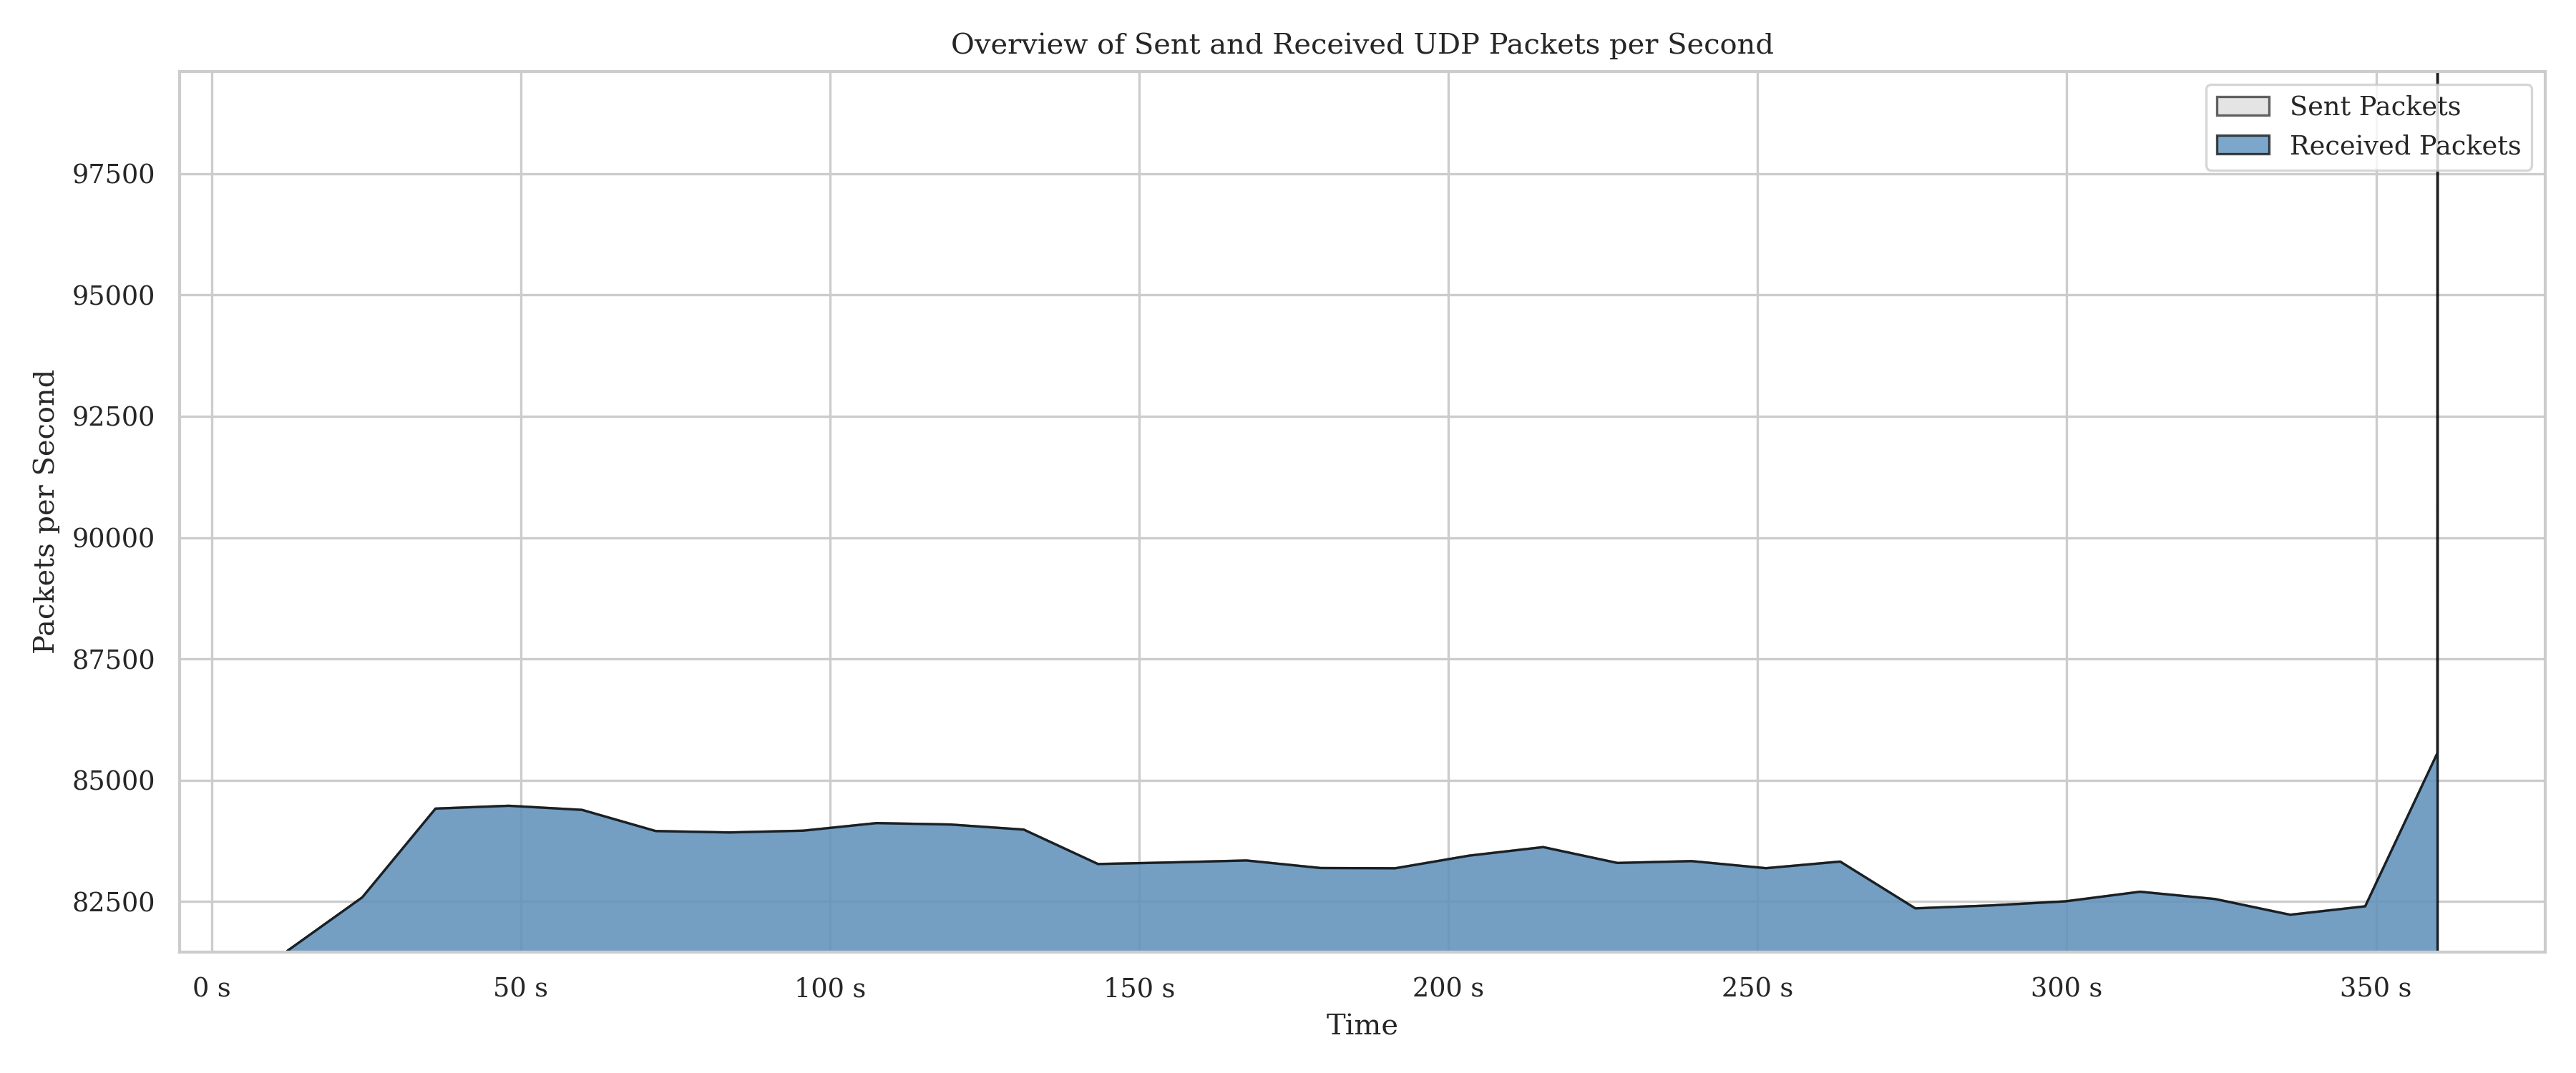 Overview of Sent and Received UDP Packets per Second
Sent Packets
Received Packets
Packets per Second
97500
95000
92500
90000
87500
85000
82500
0 s
50 s
100 s
150 s
200 s
250 s
300 s
350 s
Time